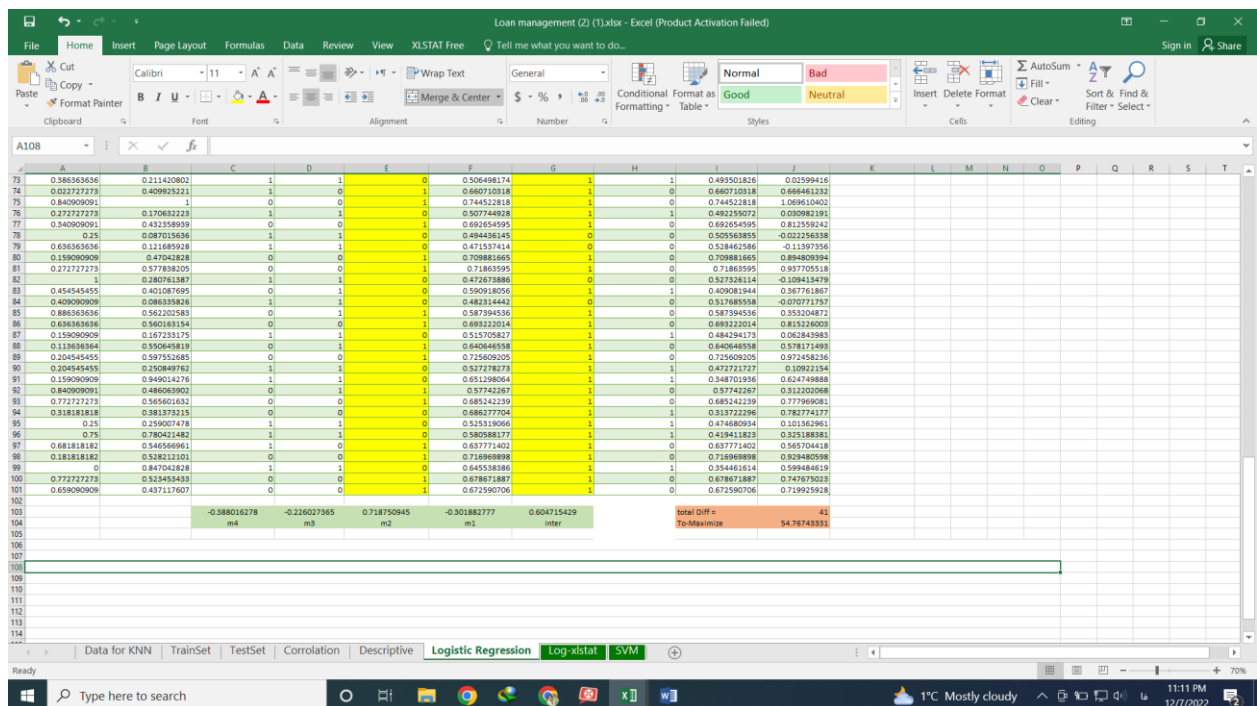 Loan management (2) (1).xlsx - Excel (Product Activation Failed)
File Home Insert Page Layout Formulas Data Review View XLSTAT Free Tell me what you want to do... Sign in Share
Cut Calibri 11 Wrap Text General Normal Bad AutoSum
Copy Fill
Paste Format Painter B I U Merge & Center $ % Conditional Formatting Format as Table Good Neutral Insert Delete Format Clear Sort & Filter Find & Select
Clipboard Font Alignment Number Styles Cells Editing
A108 fx
A B C D E F G H I J K L M N O P Q R S T
73 0.386363636 0.211420802 1 1 0 0.506498174 1 1 0.493501826 0.02599416
74 0.022727273 0.409925221 1 0 1 0.660710318 1 0 0.660710318 0.666461232
75 0.840909091 1 0 0 1 0.744522818 1 0 0.744522818 1.069610402
76 0.272727273 0.170632223 1 1 0 0.507744928 1 1 0.492255072 0.030982191
77 0.340909091 0.432358939 0 0 1 0.692654595 1 0 0.692654595 0.812559242
78 0.25 0.087015636 1 1 0 0.494436145 0 0 0.505563855 -0.022256338
79 0.636363636 0.121685928 1 1 0 0.471537414 0 0 0.528462586 -0.11397356
80 0.159090909 0.47042828 0 0 1 0.709881665 1 0 0.709881665 0.894809394
81 0.272727273 0.577838205 0 0 1 0.71863595 1 0 0.71863595 0.937705518
82 1 0.280761387 1 1 0 0.472673886 0 0 0.527326114 -0.109413479
83 0.454545455 0.401087695 0 1 0 0.590918056 1 1 0.409081944 0.367761867
84 0.409090909 0.086335826 1 1 0 0.482314442 0 0 0.517685558 -0.070771757
85 0.886363636 0.562202583 0 1 1 0.587394536 1 0 0.587394536 0.353204872
86 0.636363636 0.560163154 0 0 1 0.693222014 1 0 0.693222014 0.815226003
87 0.159090909 0.167233175 1 1 0 0.515705827 1 1 0.484294173 0.062843983
88 0.113636364 0.550645819 0 1 1 0.640646558 1 0 0.640646558 0.578171493
89 0.204545455 0.597552685 0 0 1 0.725609205 1 0 0.725609205 0.972458236
90 0.204545455 0.250849762 1 1 0 0.527278273 1 1 0.472721727 0.10922154
91 0.159090909 0.949014276 1 1 0 0.651298064 1 1 0.348701936 0.624749888
92 0.840909091 0.486063902 0 1 1 0.57742267 1 0 0.57742267 0.312202068
93 0.772727273 0.565601632 0 0 1 0.685242239 1 0 0.685242239 0.777969081
94 0.318181818 0.381373215 0 0 0 0.686277704 1 1 0.313722296 0.782774177
95 0.25 0.259007478 1 1 0 0.525319066 1 1 0.474680934 0.101362961
96 0.75 0.780421482 1 1 0 0.580588177 1 1 0.419411823 0.325188381
97 0.681818182 0.546566961 1 0 1 0.637771402 1 0 0.637771402 0.565704418
98 0.181818182 0.528212101 0 0 1 0.716969898 1 0 0.716969898 0.929480598
99 0 0.847042828 1 1 0 0.645538386 1 1 0.354461614 0.599484619
100 0.772727273 0.523453433 0 0 1 0.678671887 1 0 0.678671887 0.747675023
101 0.659090909 0.437117607 0 0 1 0.672590706 1 0 0.672590706 0.719925928
102
103 -0.388016278 -0.226027365 0.718750945 -0.301882777 0.604715429 total Diff = 41
104 m4 m3 m2 m1 inter To-Maximize 54.76743331
105
106
107
108
109
110
111
112
113
114
Data for KNN TrainSet TestSet Corrolation Descriptive Logistic Regression Log-xlstat SVM
Ready 70%
Type here to search 1°C Mostly cloudy فا 11:11 PM
12/7/2022 2